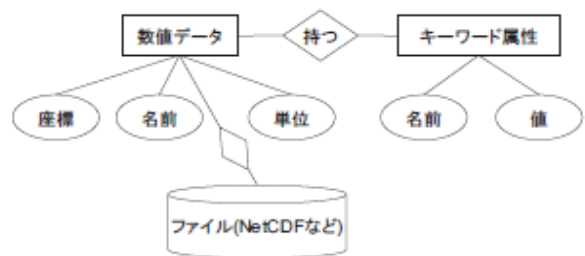 数値データ
持つ
キーワード属性
座標
名前
単位
名前
値
ファイル(NetCDFなど)